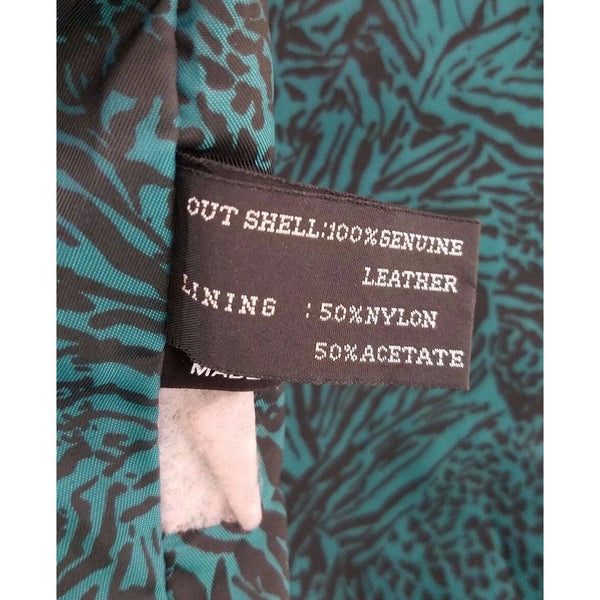 OUT SHELL:100%GENUINE
LEATHER
LINING : 50%NYLON
50%ACETATE